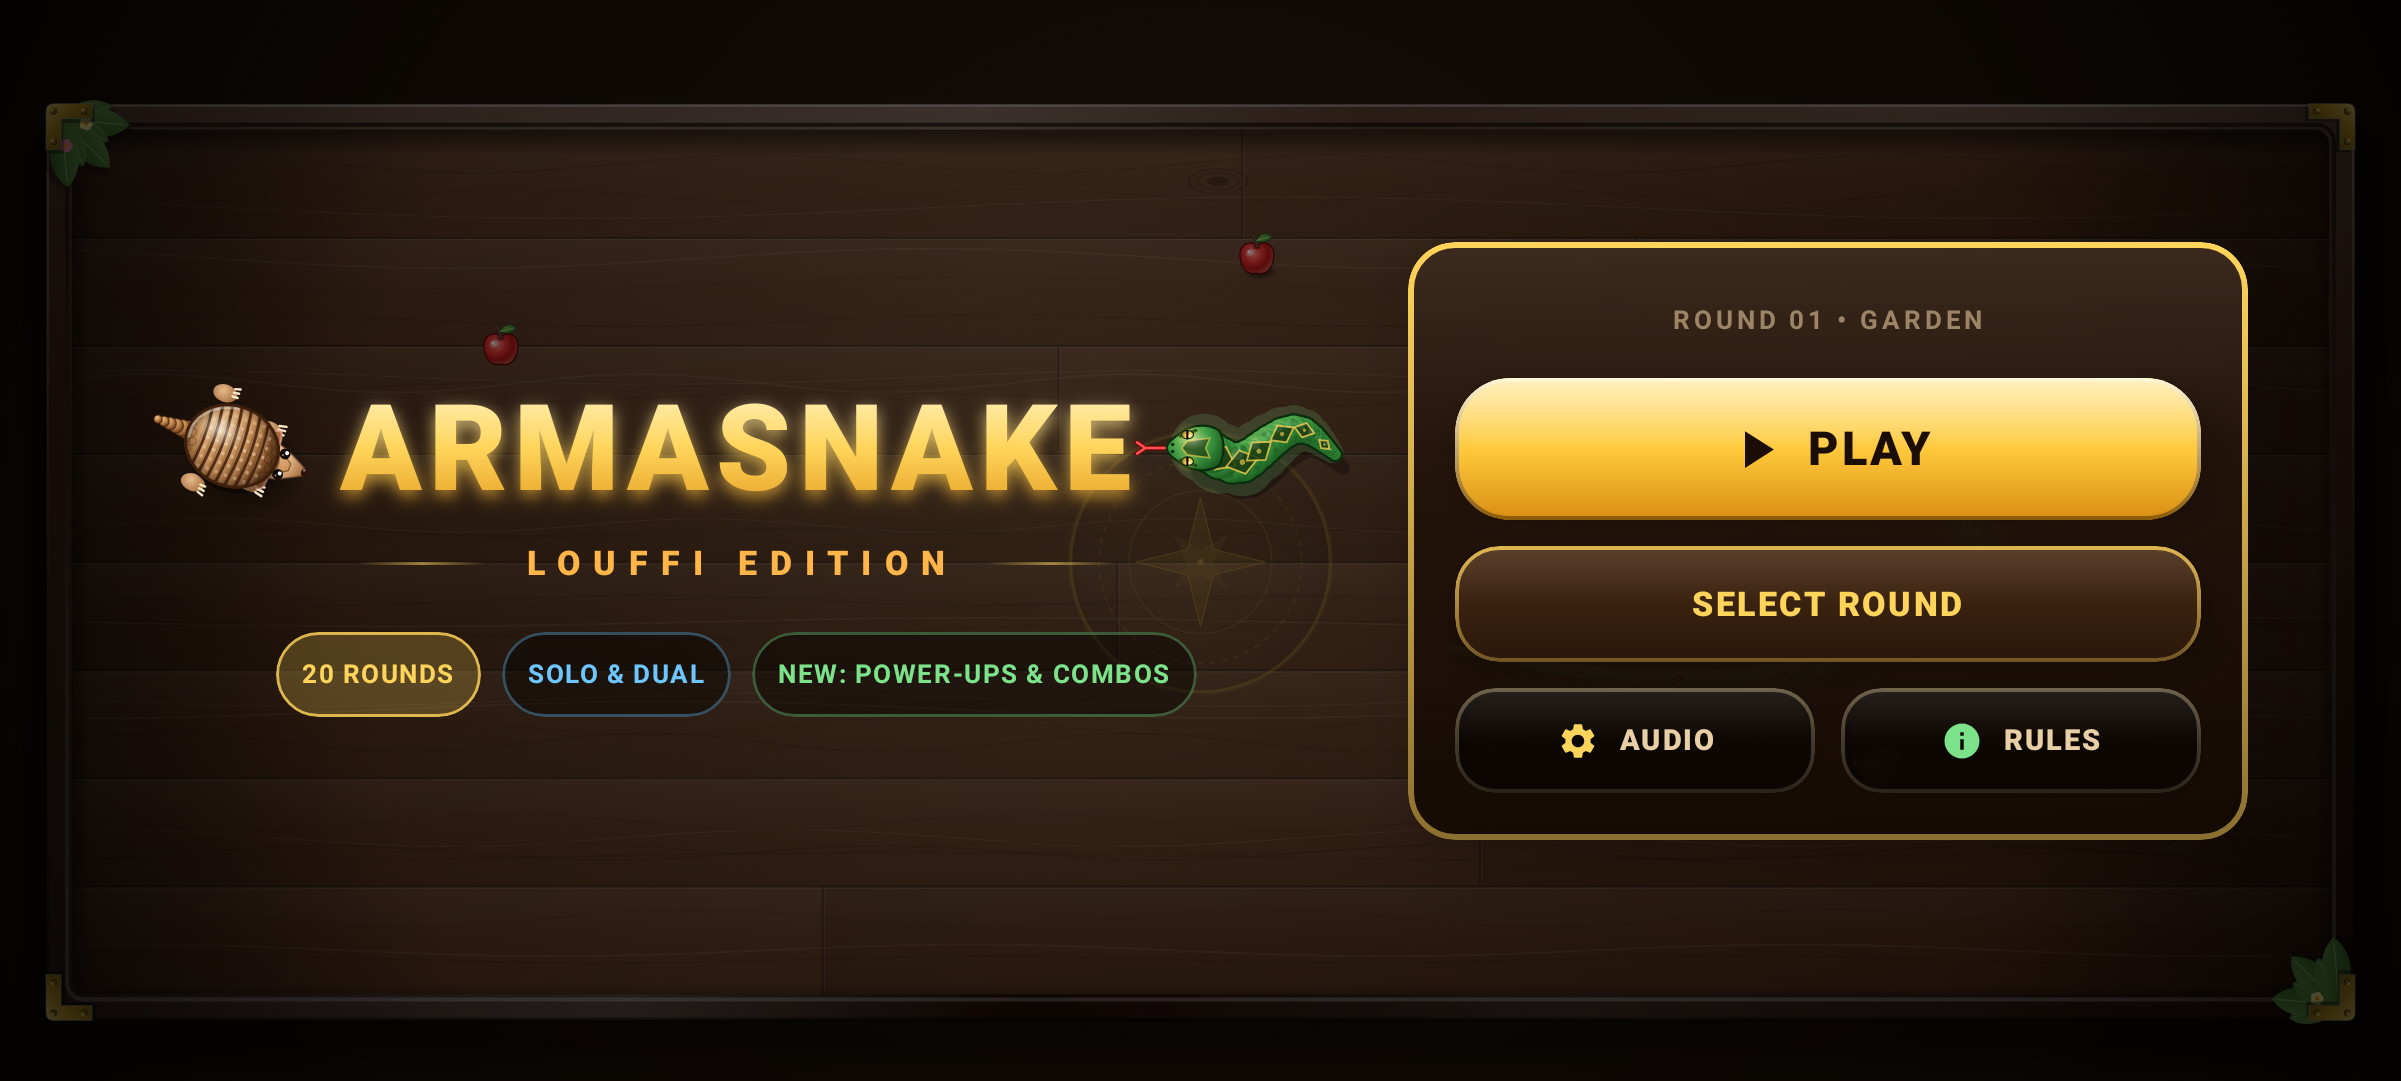 ARMASNAKE
LOUFFI EDITION
20 ROUNDS
SOLO & DUAL
NEW: POWER-UPS & COMBOS
ROUND 01 • GARDEN
PLAY
SELECT ROUND
AUDIO
RULES